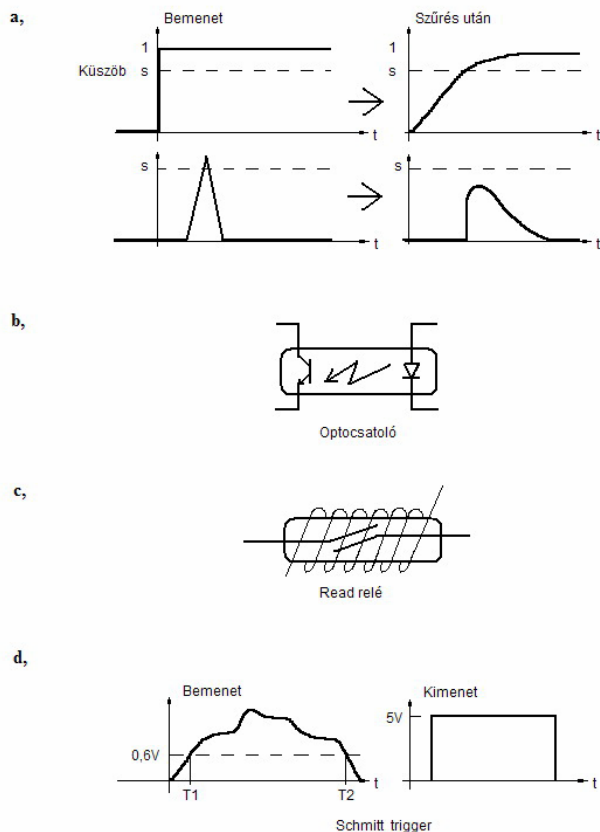 a,
Bemenet
Szűrés után
1
1
Küszöb
s
s
t
t
s
s
t
t
b,
Optocsatoló
c,
Read relé
d,
Bemenet
Kimenet
5V
0,6V
t
t
T1
T2
Schmitt trigger